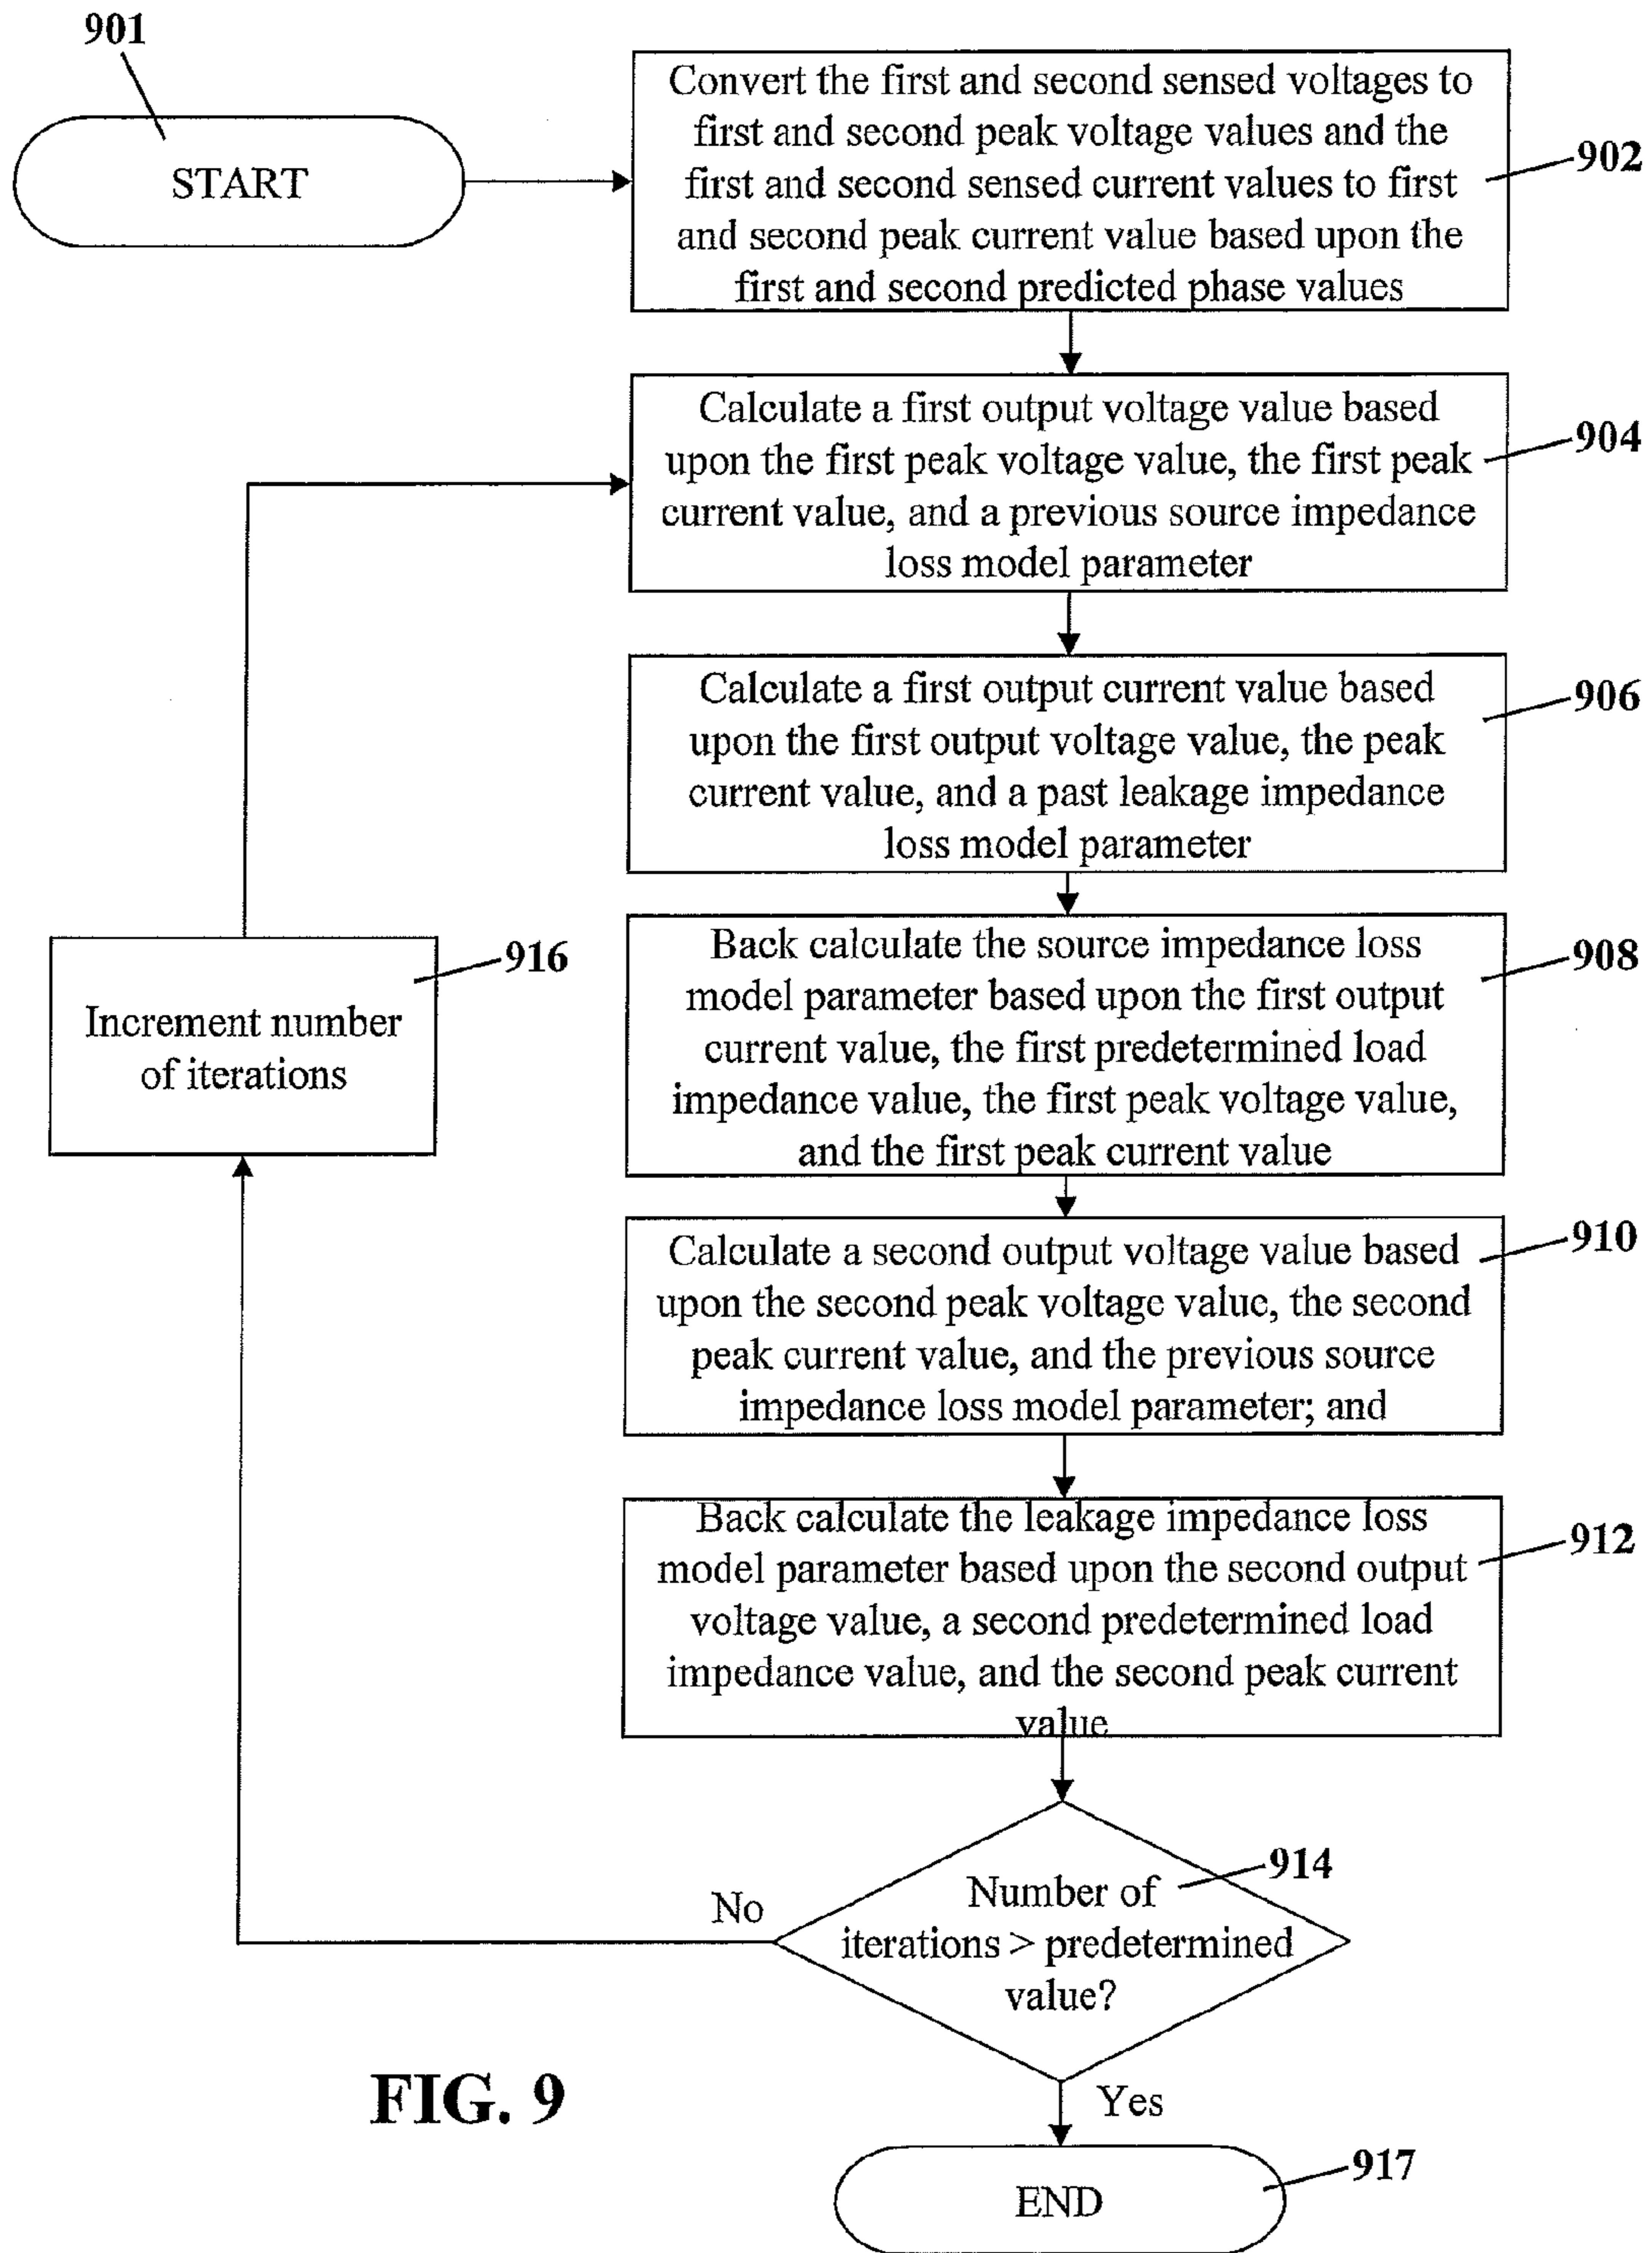 901
START
Convert the first and second sensed voltages to
first and second peak voltage values and the
first and second sensed current values to first
and second peak current value based upon the
first and second predicted phase values
902
Calculate a first output voltage value based
upon the first peak voltage value, the first peak
current value, and a previous source impedance
loss model parameter
904
Calculate a first output current value based
upon the first output voltage value, the peak
current value, and a past leakage impedance
loss model parameter
906
Back calculate the source impedance loss
model parameter based upon the first output
current value, the first predetermined load
impedance value, the first peak voltage value,
and the first peak current value
908
916
Increment number
of iterations
Calculate a second output voltage value based
upon the second peak voltage value, the second
peak current value, and the previous source
impedance loss model parameter; and
910
Back calculate the leakage impedance loss
model parameter based upon the second output
voltage value, a second predetermined load
impedance value, and the second peak current
value
912
914
Number of
iterations > predetermined
value?
No
Yes
END
917
FIG. 9